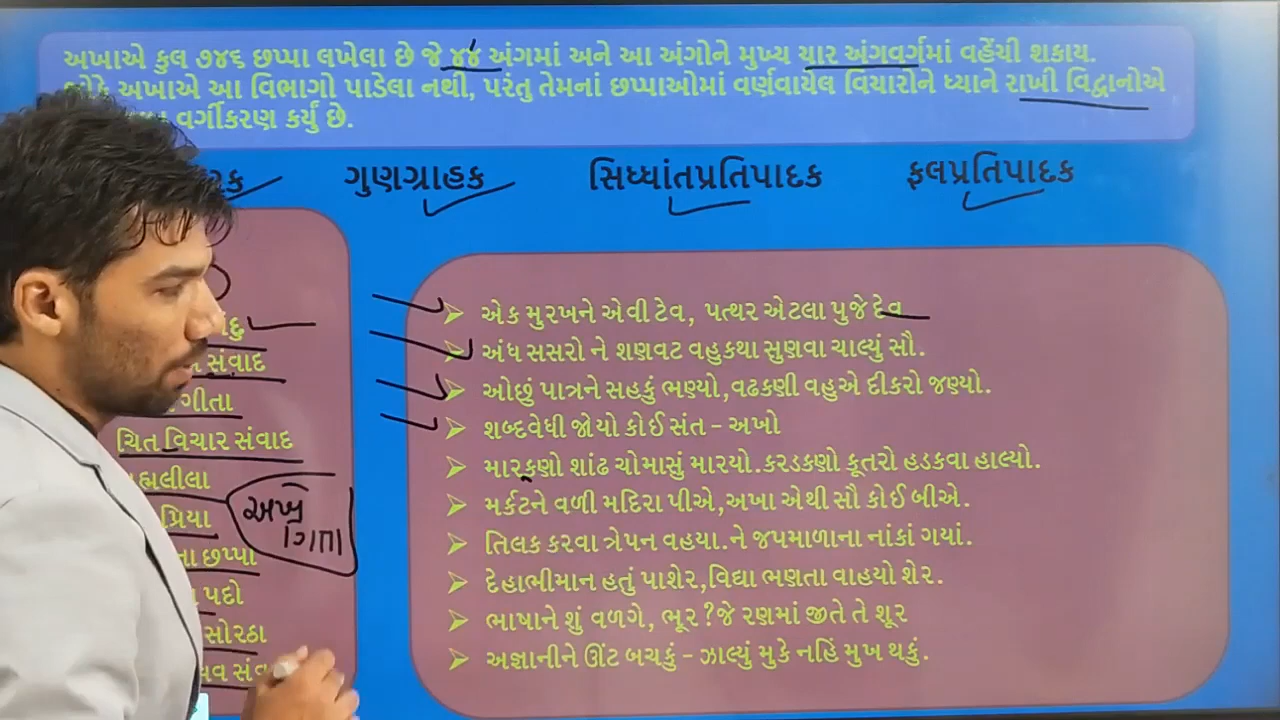 અખાએ કુલ ૭૪૬ છપ્પા લખેલા છે જે ૪૪ અંગમાં અને આ અંગોને મુખ્ય ચાર અંગવર્ગમાં વહેંચી શકાય.
અખાએ આ વિભાગો પાડેલા નથી, પરંતુ તેમનાં છપ્પાઓમાં વર્ણવાયેલ વિચારોને ધ્યાને રાખી વિદ્વાનોએ
વર્ગીકરણ કર્યું છે.
ગુણગ્રાહક સિધ્ધાંતપ્રતિપાદક ફલપ્રતિપાદક
સંવાદ
ગીતા
ચિત વિચાર સંવાદ
છપ્પા
પદો
સોરઠા
અખે
ગિતા
એક મુરખને એવી ટેવ, પત્થર એટલા પુજે દેવ
અંધ સસરો ને શણવટ વહુકથા સુણવા ચાલ્યું સૌ.
ઓછું પાત્રને સહકું ભણ્યો,વઢકણી વહુએ દીકરો જણ્યો.
શબ્દવેધી જોયો કોઈ સંત – અખો
મારકણો શાંઢ ચોમાસું મારયો.કરડકણો કૂતરો હડકવા હાલ્યો.
મર્કટને વળી મદિરા પીએ,અખા એથી સૌ કોઈ બીએ.
તિલક કરવા ત્રેપન વહયા.ને જપમાળાના નાંકાં ગયાં.
દેહાભીમાન હતું પાશેર,વિદ્યા ભણતા વાહયો શેર.
ભાષાને શું વળગે, ભૂર?જે રણમાં જીતે તે શૂર
અજ્ઞાનીને ઊંટ બચકું – ઝાલ્યું મુકે નહિં મુખ થકું.